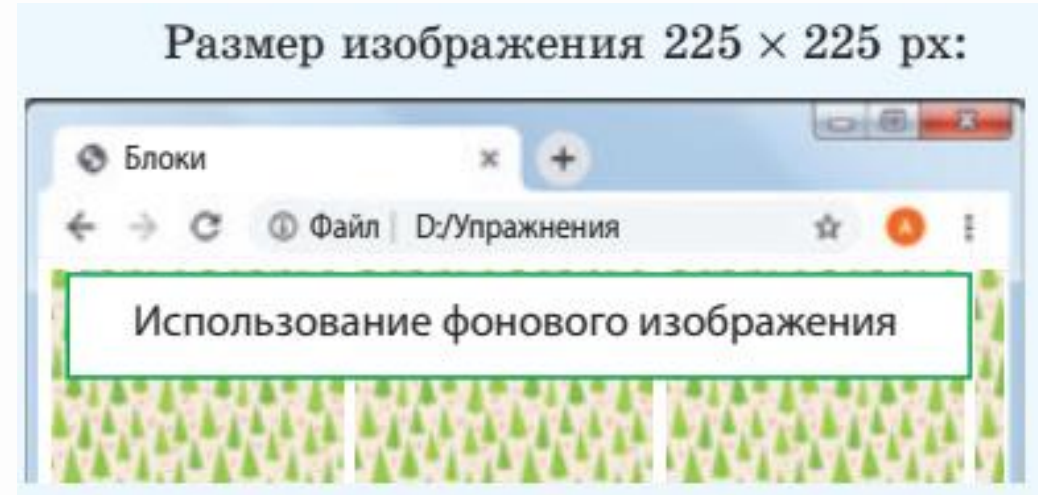 Размер изображения 225 × 225 px:
Блоки
Файл D:/Упражнения
A
Использование фонового изображения